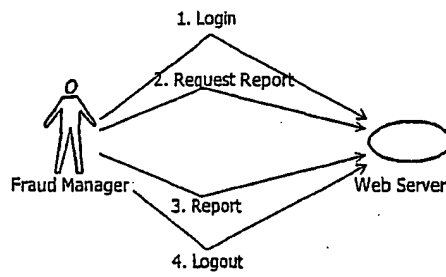 1. Login
2. Request Report
Fraud Manager
Web Server
3. Report
4. Logout